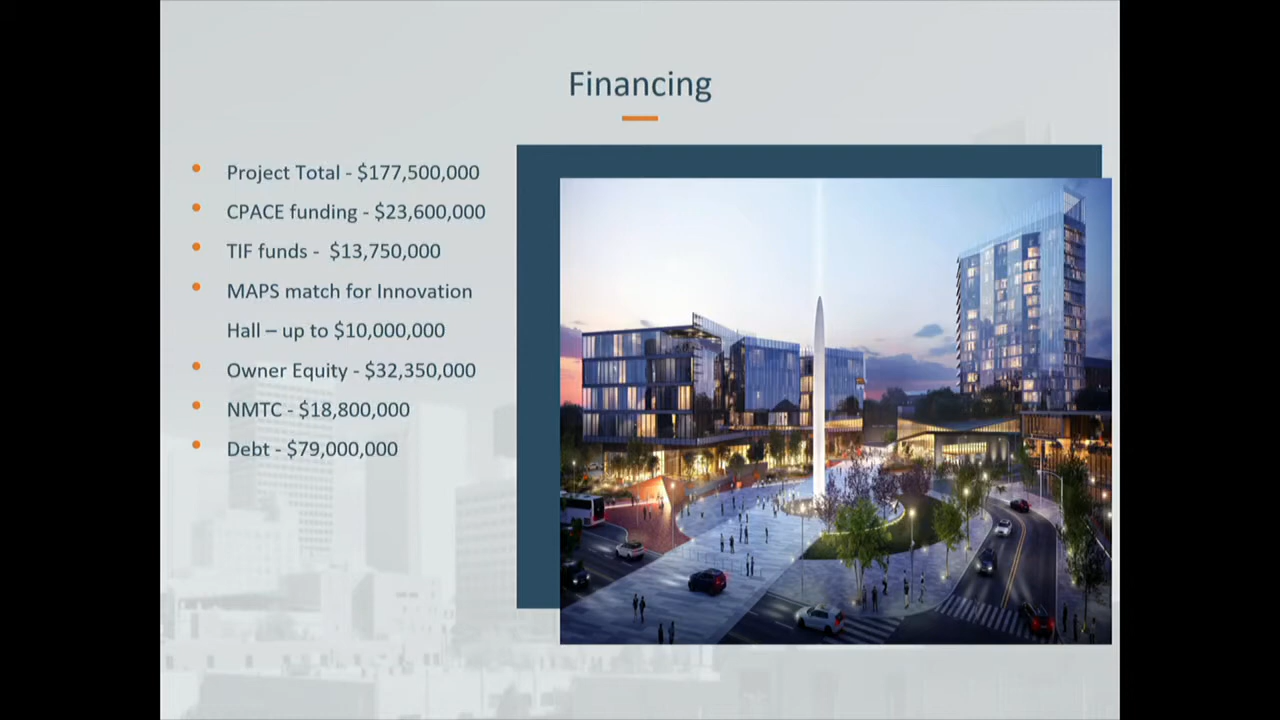 Financing
Project Total - $177,500,000
CPACE funding - $23,600,000
TIF funds -  $13,750,000
MAPS match for Innovation
Hall – up to $10,000,000
Owner Equity - $32,350,000
NMTC - $18,800,000
Debt - $79,000,000